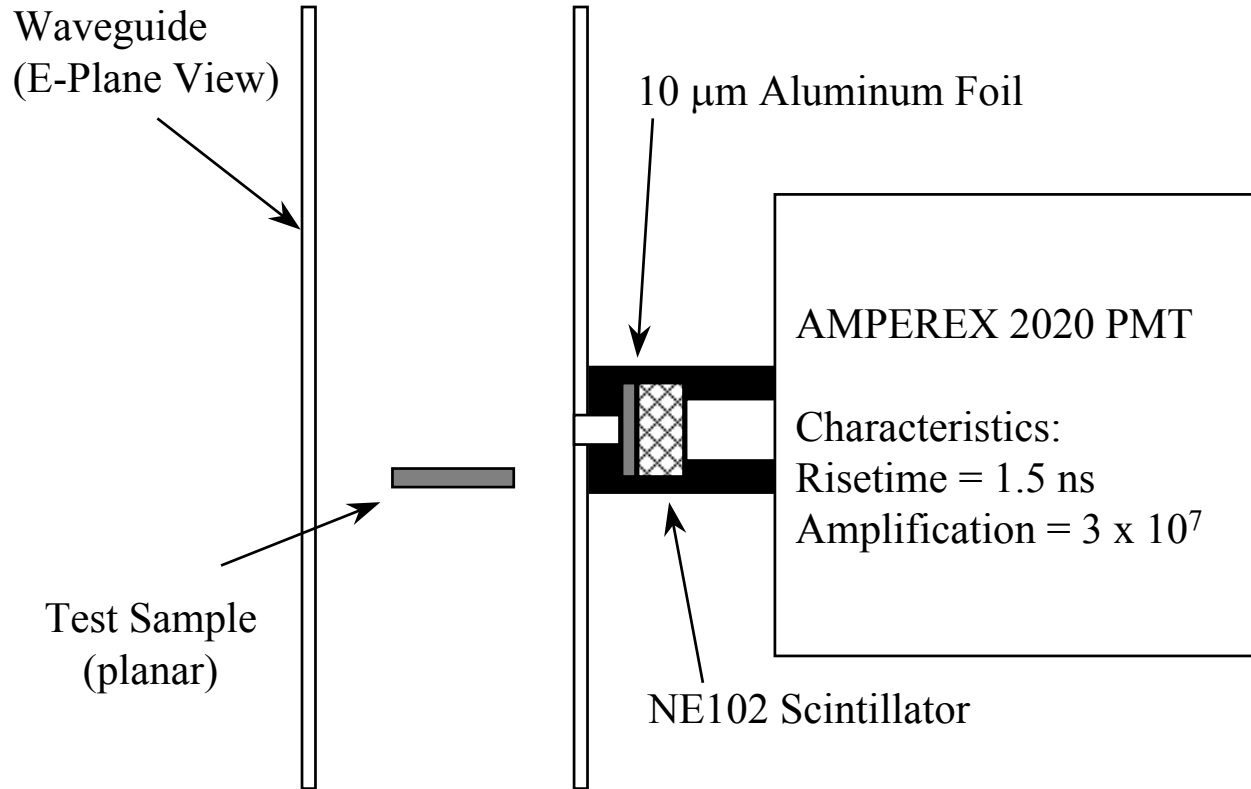 Waveguide
(E-Plane View)
10 μm Aluminum Foil
AMPEREX 2020 PMT
Characteristics:
Risetime = 1.5 ns
Amplification = 3 x 10⁷
Test Sample
(planar)
NE102 Scintillator